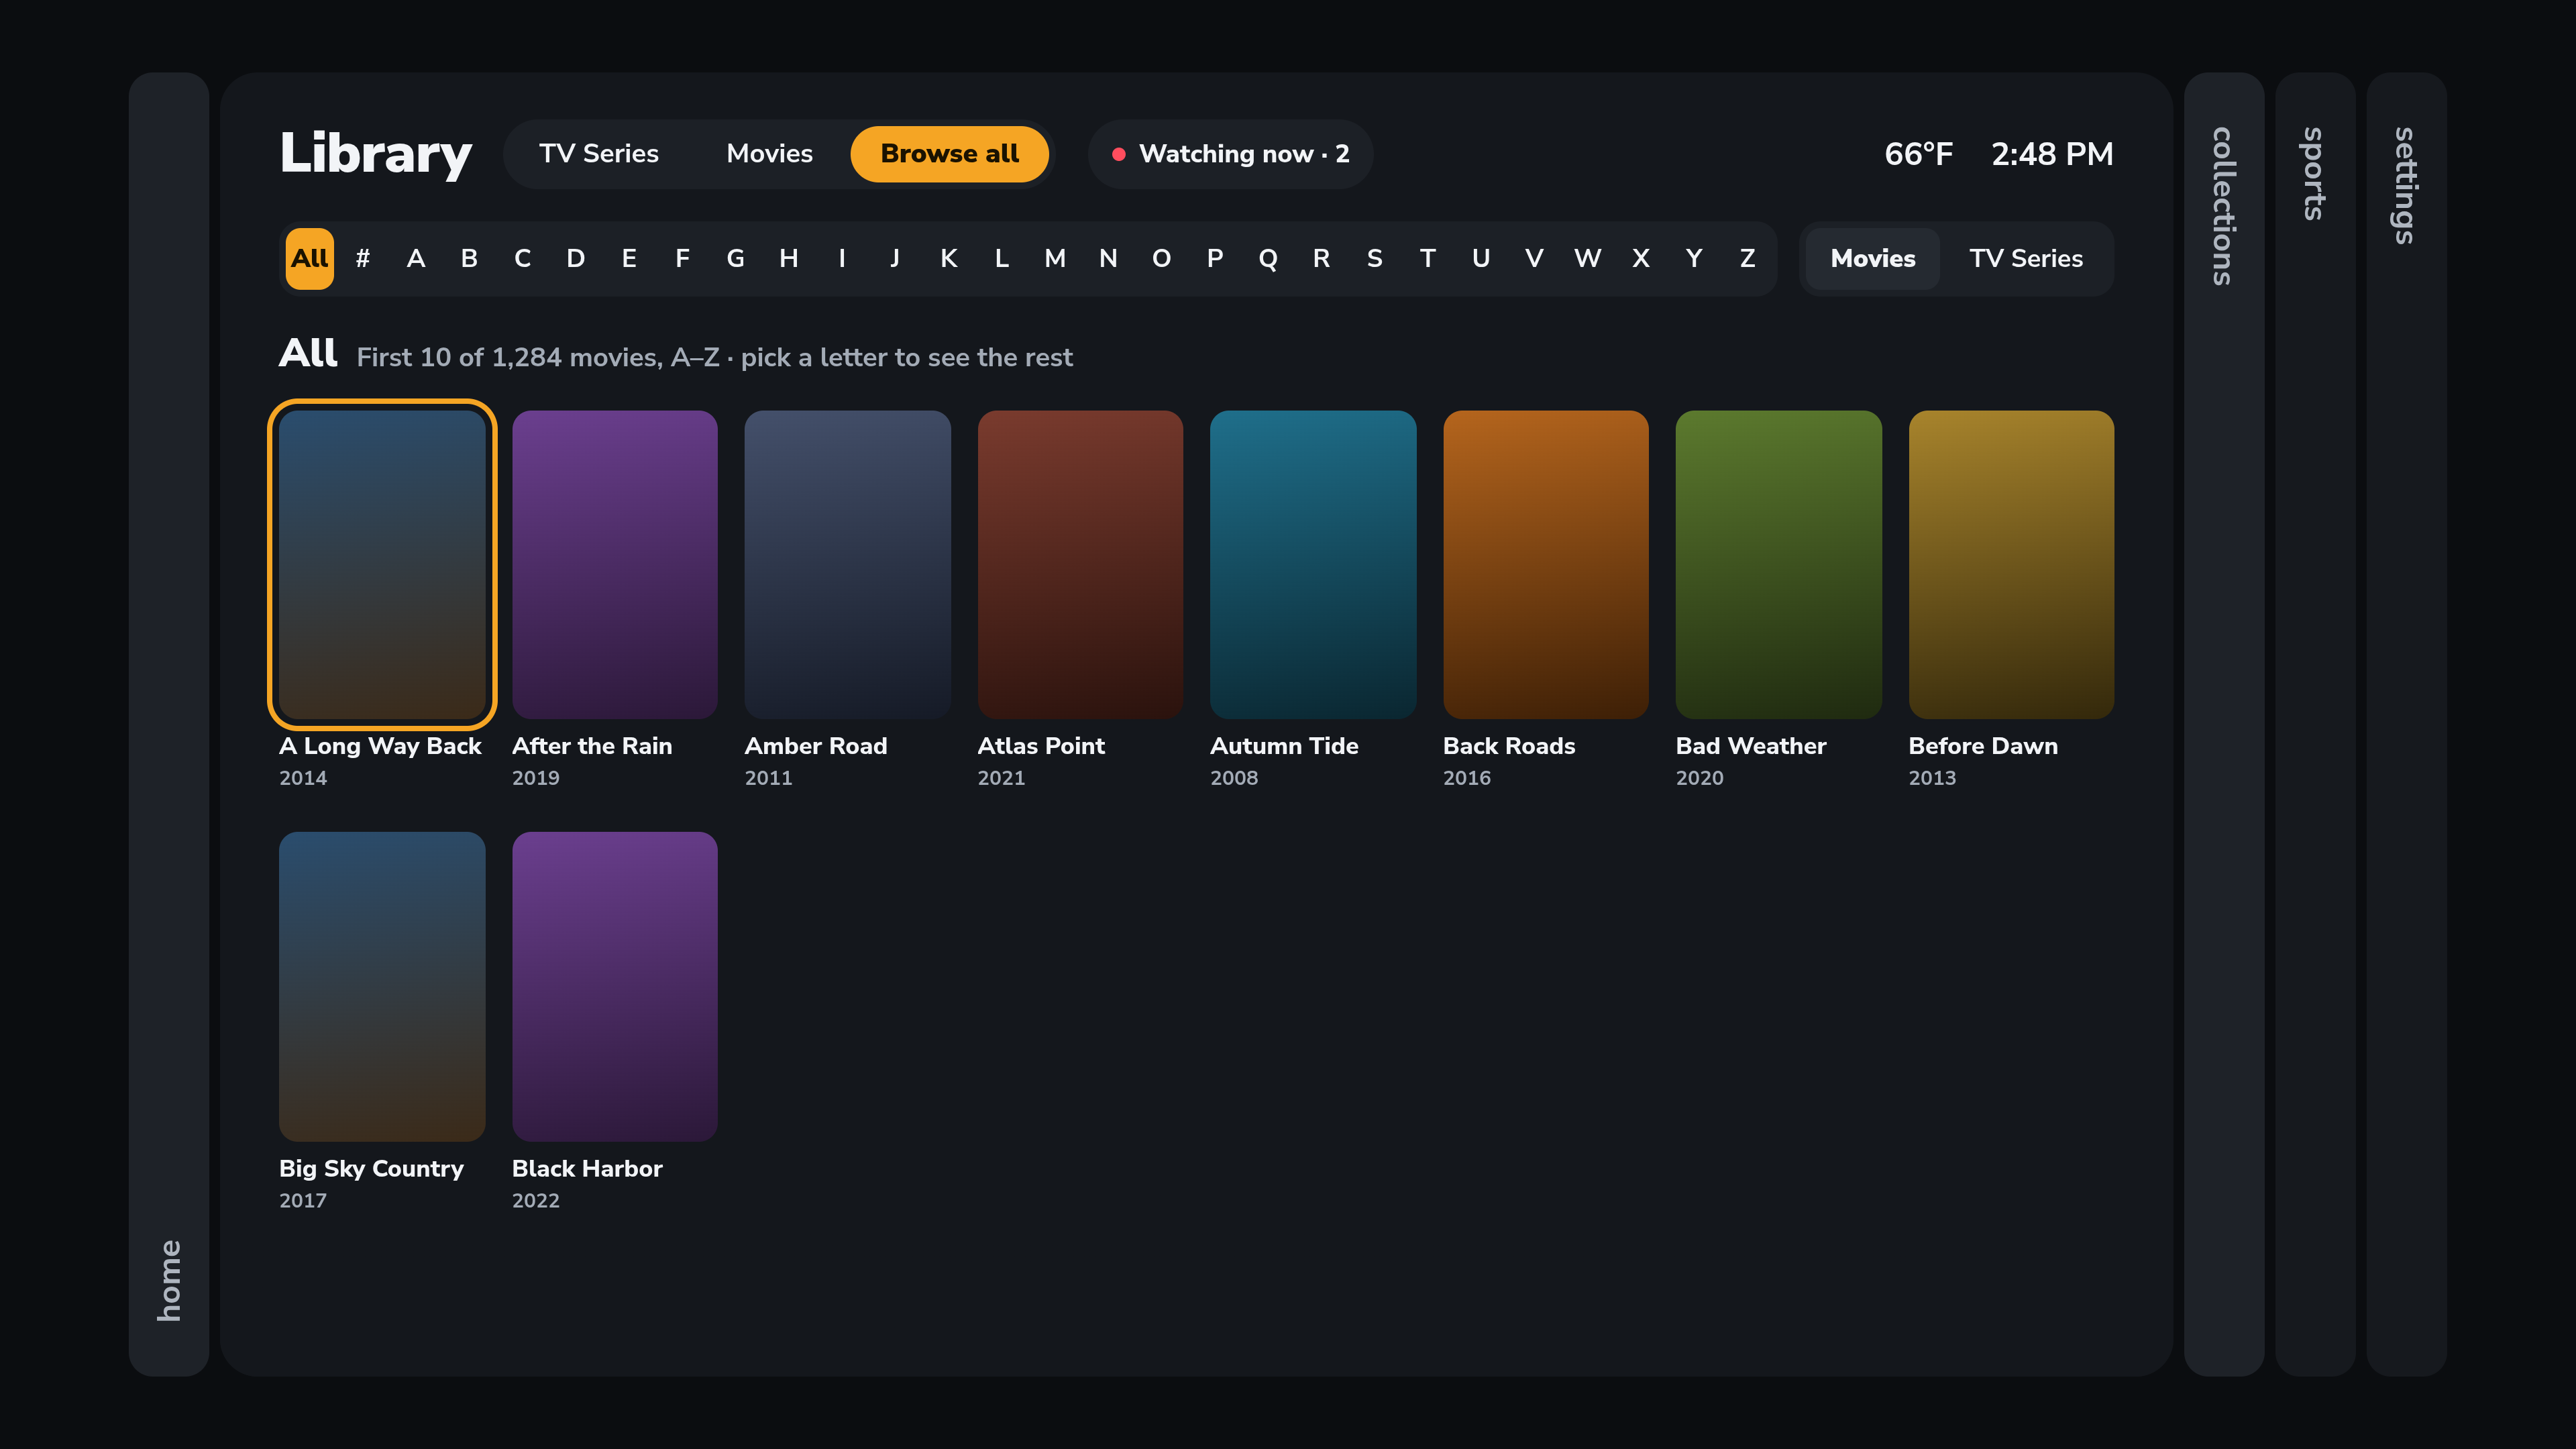 Library
TV Series
Movies
Browse all
Watching now · 2
66°F
2:48 PM
All # A B C D E F G H I J K L M N O P Q R S T U V W X Y Z
Movies
TV Series
All
First 10 of 1,284 movies, A–Z · pick a letter to see the rest
A Long Way Back
2014
After the Rain
2019
Amber Road
2011
Atlas Point
2021
Autumn Tide
2008
Back Roads
2016
Bad Weather
2020
Before Dawn
2013
Big Sky Country
2017
Black Harbor
2022
home
collections
sports
settings